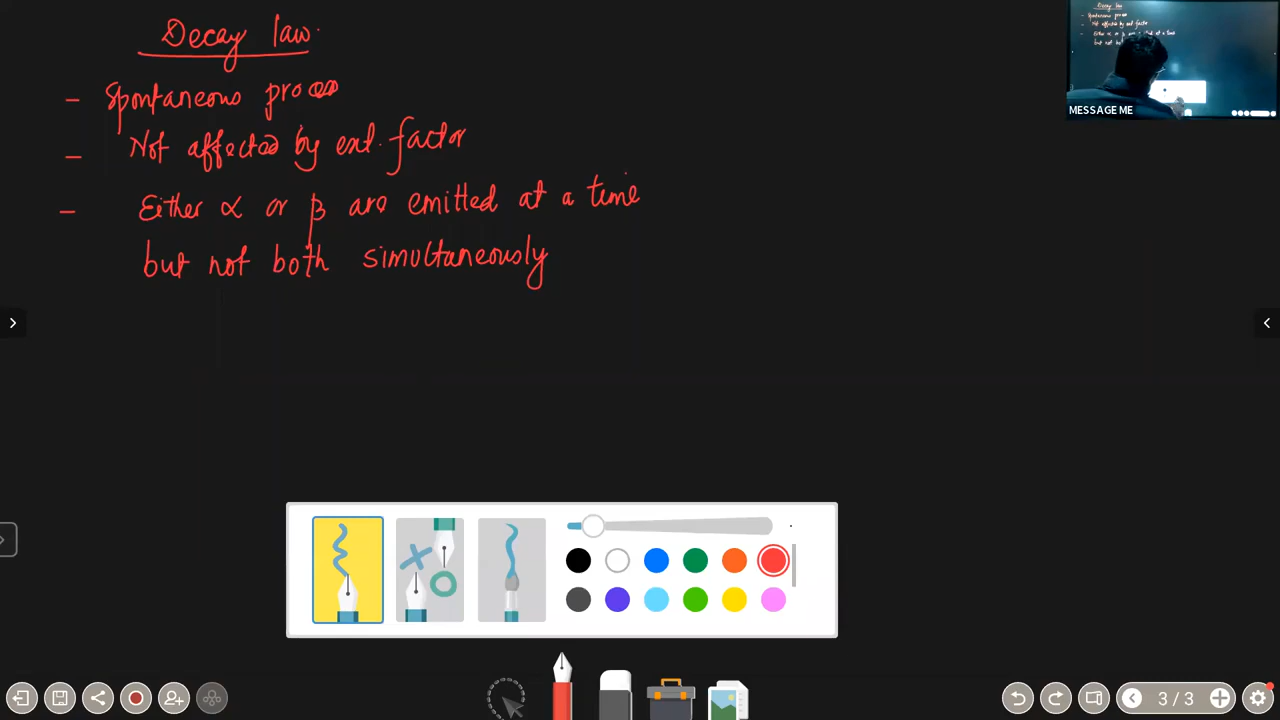 Decay law.
- Spontaneous process
- Not affected by ext. factor
- Either α or β are emitted at a time
but not both simultaneously
MESSAGE ME
3/3